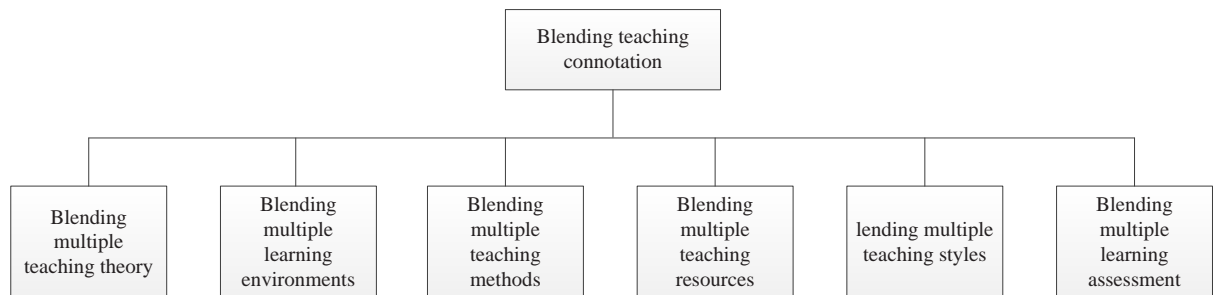 Blending teaching
connotation
Blending
multiple
teaching theory
Blending
multiple
learning
environments
Blending
multiple
teaching
methods
Blending
multiple
teaching
resources
lending multiple
teaching styles
Blending
multiple
learning
assessment